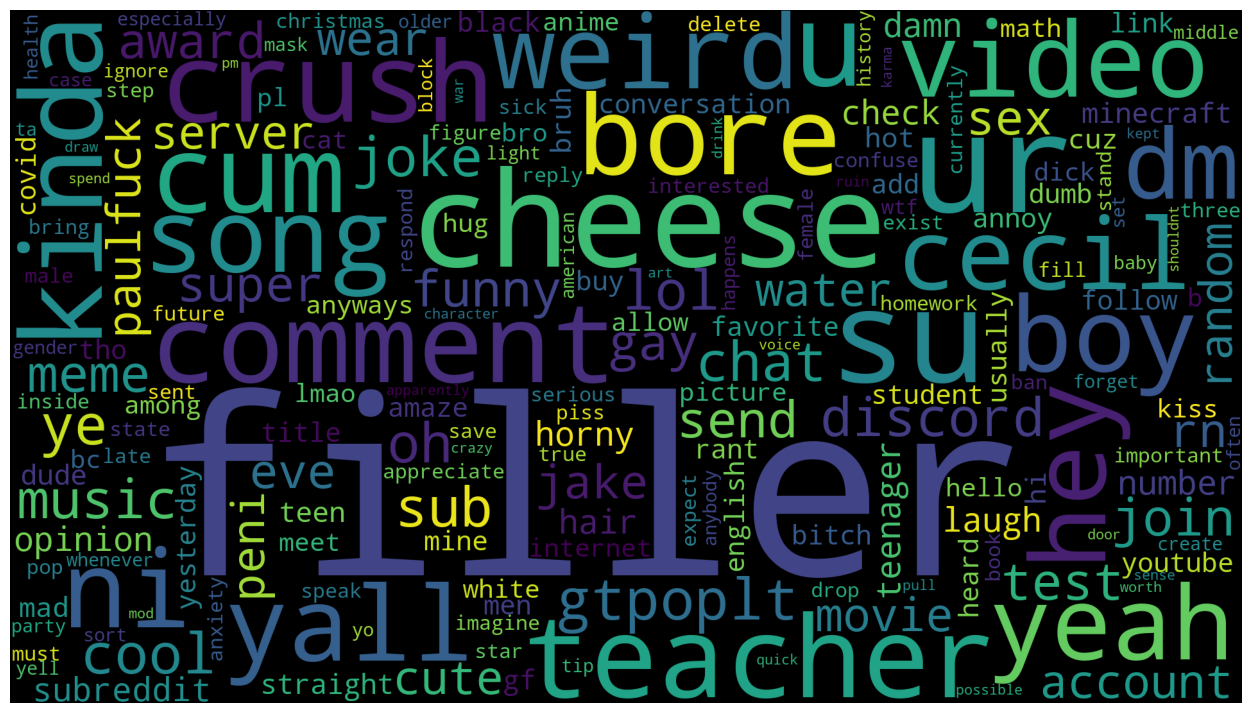 health especially christmas older black anime delete damn link math middle
kinda award mask wear weird u video history
case ignore step crush pm block war karma
pl sick conversation check sex minecraft
covid ta server cat figure bro bruh drink hot currently cuz kept
draw paulfuck cum joke light reply bore confuse ur dick dm
spend song interested add dumb stand set three
bring hug respond cheese female wtf exist annoy ruin
male super american cecil fill baby shouldnt random
future anyways funny buy art lol happens water homework follow b
character comment allow favorite su boy
gender tho gay chat voice usually
meme sent lmao apparently picture ban forget
inside among amaze serious piss student kiss often
ye state title oh save horny true send rant discord hey rn
dude bc late eve crazy appreciate filler teenager important
music yesterday peni teen sub jake expect hello hi number
opinion meet mine hair english anybody bitch laugh heard book join door create
pop whenever internet youtube sense
ni anxiety speak yall white men gtpoplt drop pull test worth
mad mod imagine movie
party sort yo star teacher yeah
must cool quick
yell straight cute gf tip possible account
subreddit